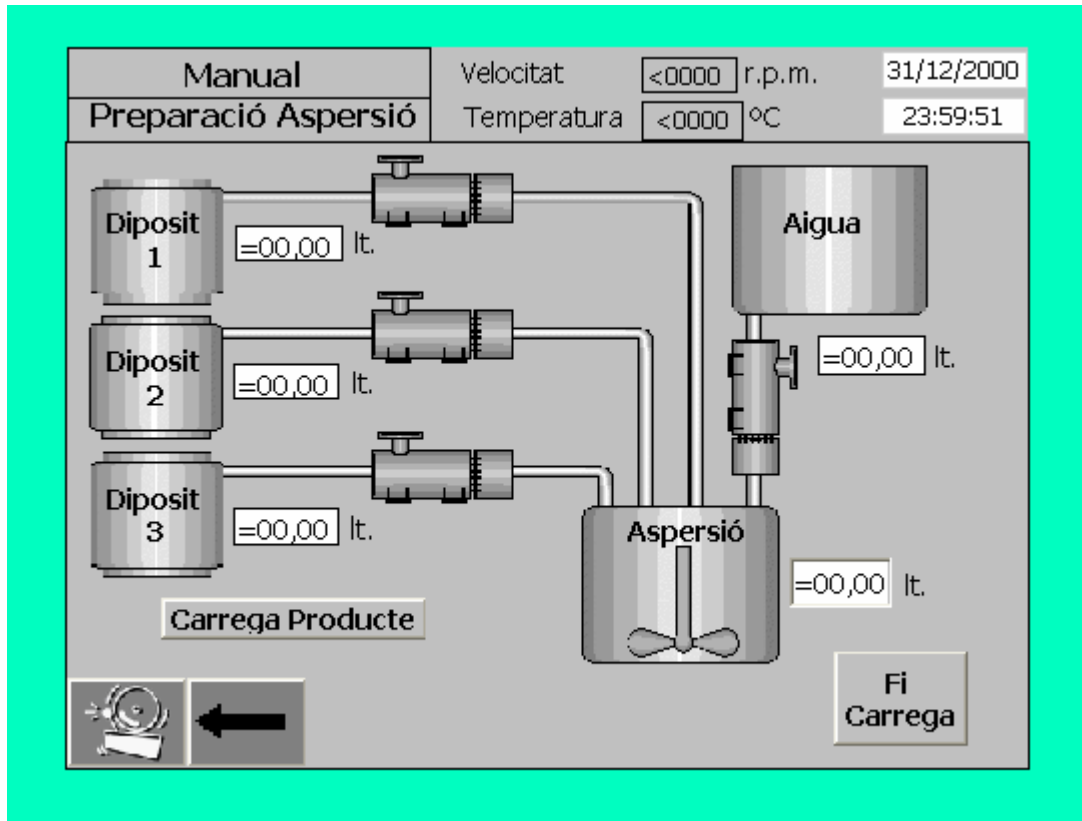 Manual
Preparació Aspersió
Velocitat <0000 r.p.m.
Temperatura <0000 ºC
31/12/2000
23:59:51
Diposit
1
=00,00 lt.
Diposit
2
=00,00 lt.
Diposit
3
=00,00 lt.
Aigua
=00,00 lt.
Aspersió
=00,00 lt.
Carrega Producte
Fi
Carrega